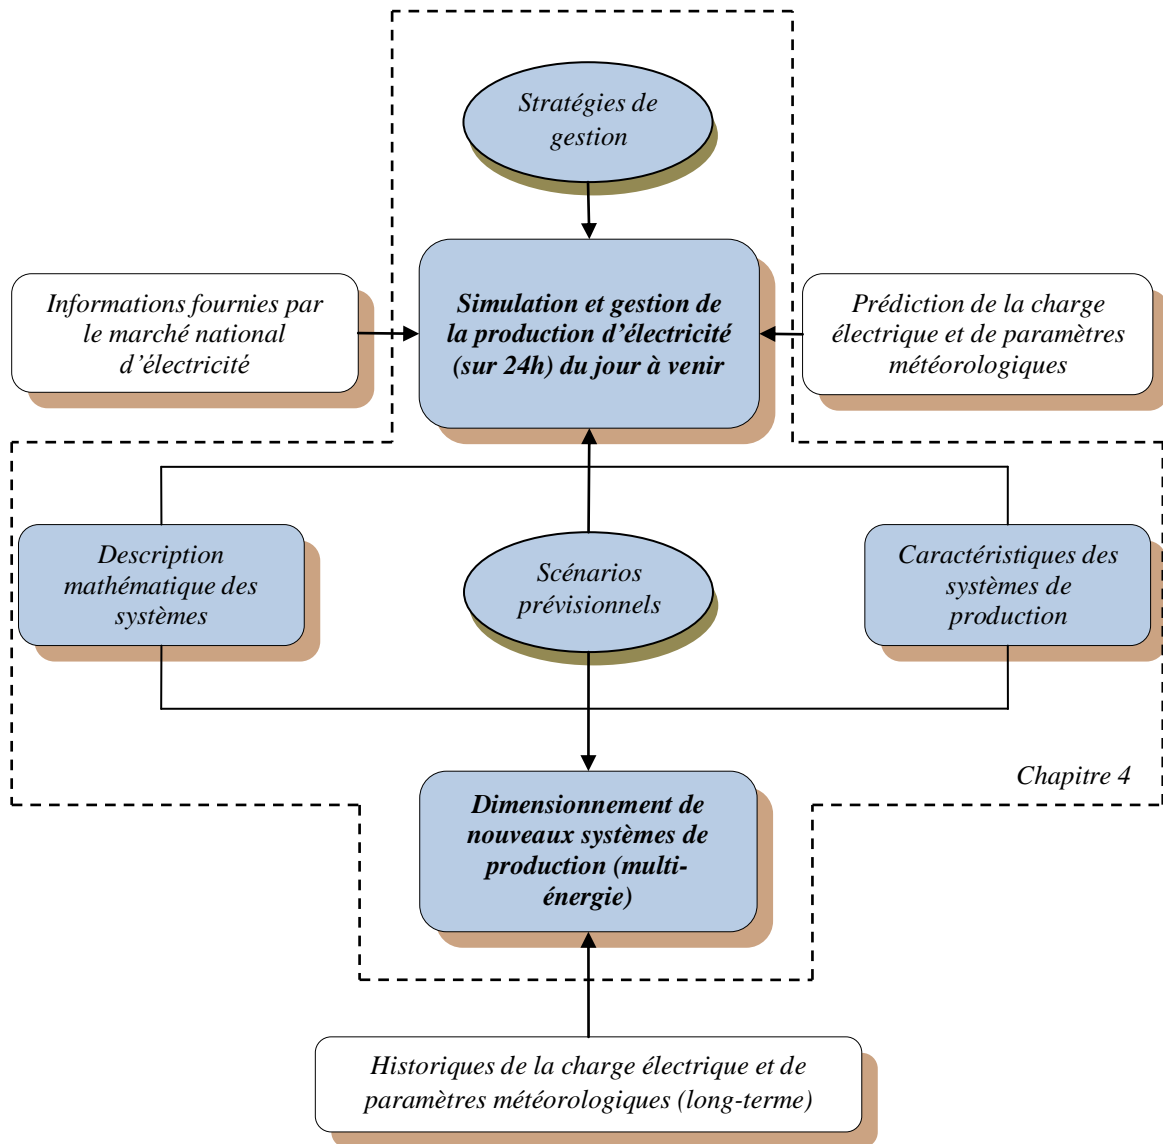 Stratégies de
gestion
Informations fournies par
le marché national
d’électricité
Simulation et gestion de
la production d’électricité
(sur 24h) du jour à venir
Prédiction de la charge
électrique et de paramètres
météorologiques
Description
mathématique des
systèmes
Scénarios
prévisionnels
Caractéristiques des
systèmes de
production
Chapitre 4
Dimensionnement de
nouveaux systèmes de
production (multi-
énergie)
Historiques de la charge électrique et de
paramètres météorologiques (long-terme)